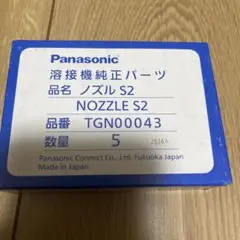 Panasonic
溶接機純正パーツ
品名 ノズル S2
NOZZLE S2
品番 TGN00043
数量 5
Panasonic Connect Co., Ltd. Fukuoka Japan
Made in Japan